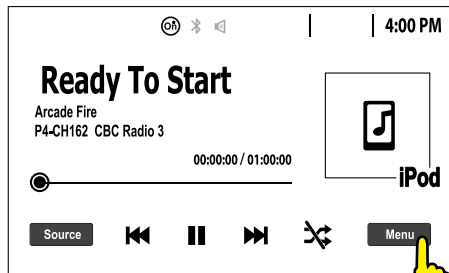 4:00 PM
Ready To Start
Arcade Fire
P4-CH162 CBC Radio 3
00:00:00 / 01:00:00
iPod
Source
Menu